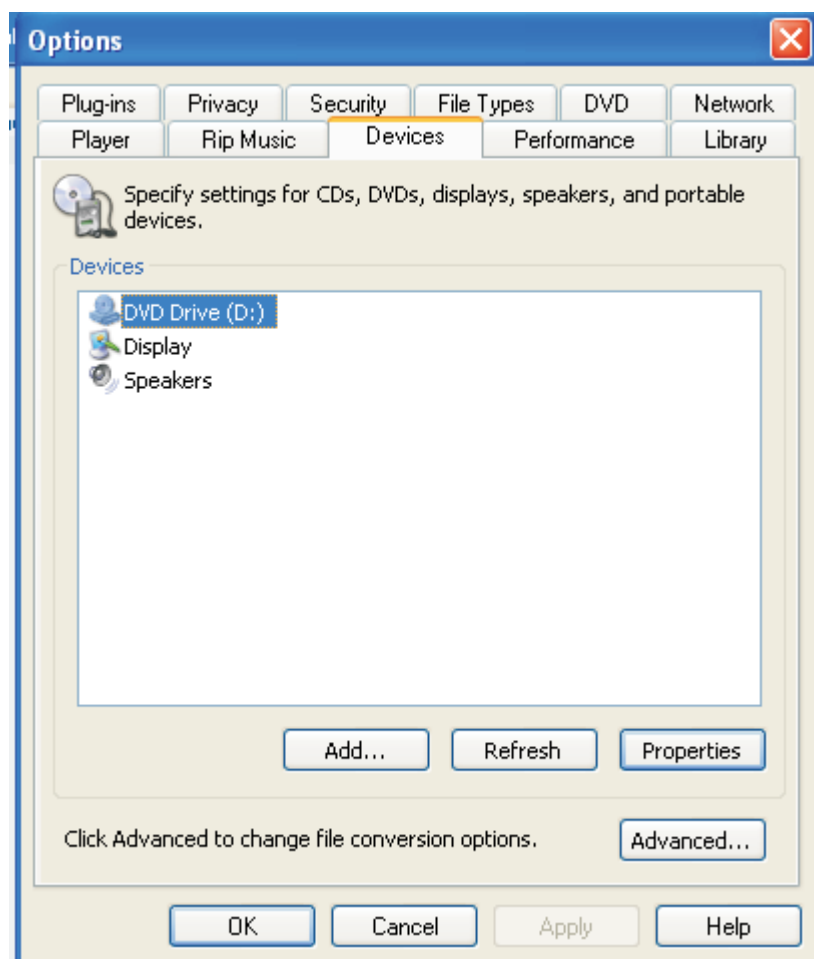 Options
Plug-ins Privacy Security File Types DVD Network
Player Rip Music Devices Performance Library
Specify settings for CDs, DVDs, displays, speakers, and portable
devices.
Devices
DVD Drive (D:)
Display
Speakers
Add... Refresh Properties
Click Advanced to change file conversion options. Advanced...
OK Cancel Apply Help